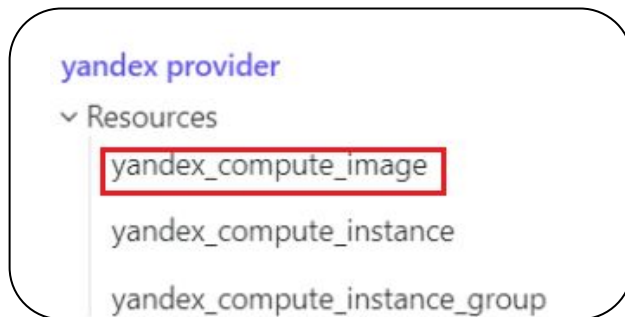 yandex provider
Resources
yandex_compute_image
yandex_compute_instance
yandex_compute_instance_group